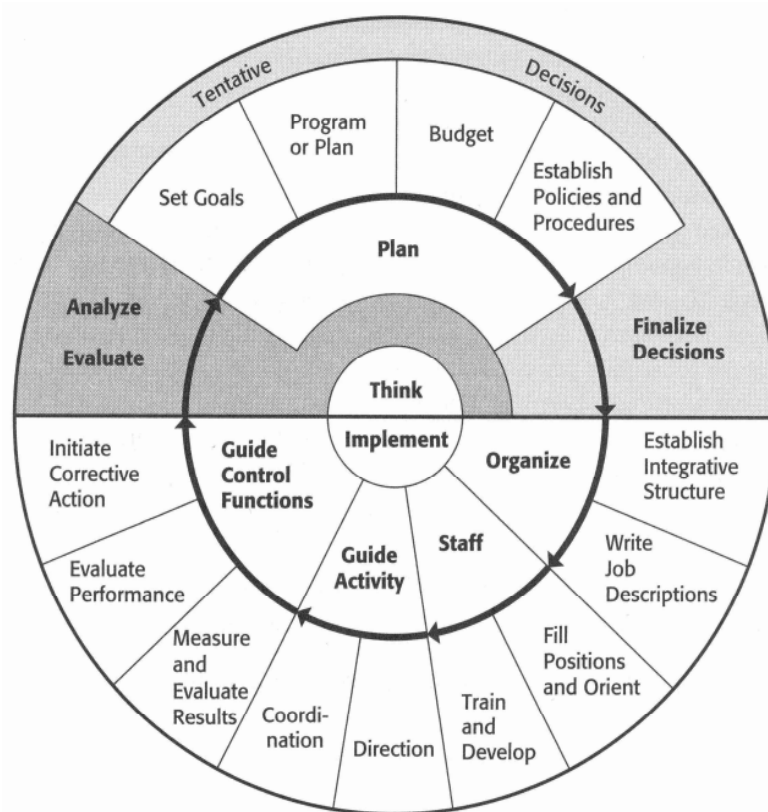 Tentative
Decisions
Program
or Plan
Budget
Set Goals
Establish
Policies and
Procedures
Plan
Analyze
Evaluate
Finalize
Decisions
Think
Implement
Initiate
Corrective
Action
Guide
Control
Functions
Organize
Establish
Integrative
Structure
Guide
Activity
Staff
Evaluate
Performance
Write
Job
Descriptions
Measure
and
Evaluate
Results
Fill
Positions
and Orient
Coordi-
nation
Direction
Train
and
Develop